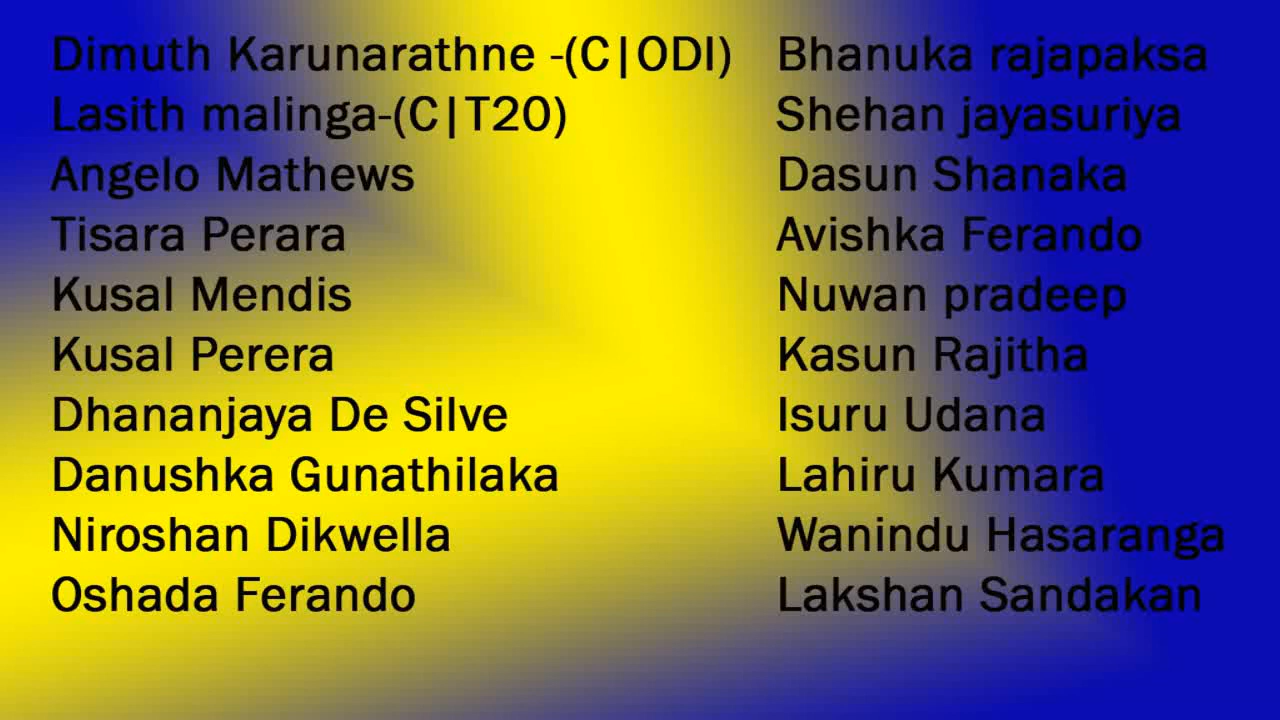 Dimuth Karunarathne -(C|ODI)
Lasith malinga-(C|T20)
Angelo Mathews
Tisara Perara
Kusal Mendis
Kusal Perera
Dhananjaya De Silve
Danushka Gunathilaka
Niroshan Dikwella
Oshada Ferando
Bhanuka rajapaksa
Shehan jayasuriya
Dasun Shanaka
Avishka Ferando
Nuwan pradeep
Kasun Rajitha
Isuru Udana
Lahiru Kumara
Wanindu Hasaranga
Lakshan Sandakan